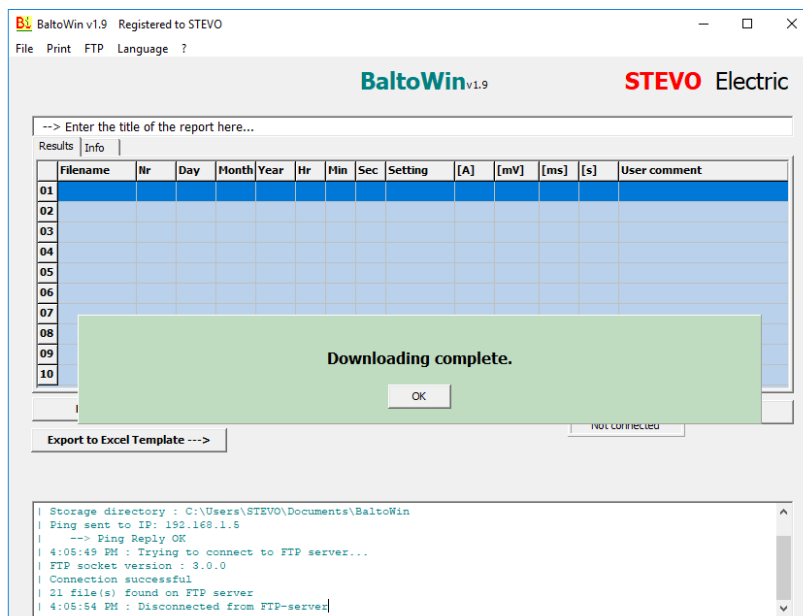 BaltoWin v1.9 Registered to STEVO
File Print FTP Language ?
BaltoWin v1.9 STEVO Electric
--> Enter the title of the report here...
Results Info
Filename Nr Day Month Year Hr Min Sec Setting [A] [mV] [ms] [s] User comment
01
02
03
04
05
06
07
08
09
10
Downloading complete.
OK
Not connected
Export to Excel Template --->
| Storage directory : C:\Users\STEVO\Documents\BaltoWin
| Ping sent to IP: 192.168.1.5
| --> Ping Reply OK
| 4:05:49 PM : Trying to connect to FTP server...
| FTP socket version : 3.0.0
| Connection successful
| 21 file(s) found on FTP server
| 4:05:54 PM : Disconnected from FTP-server